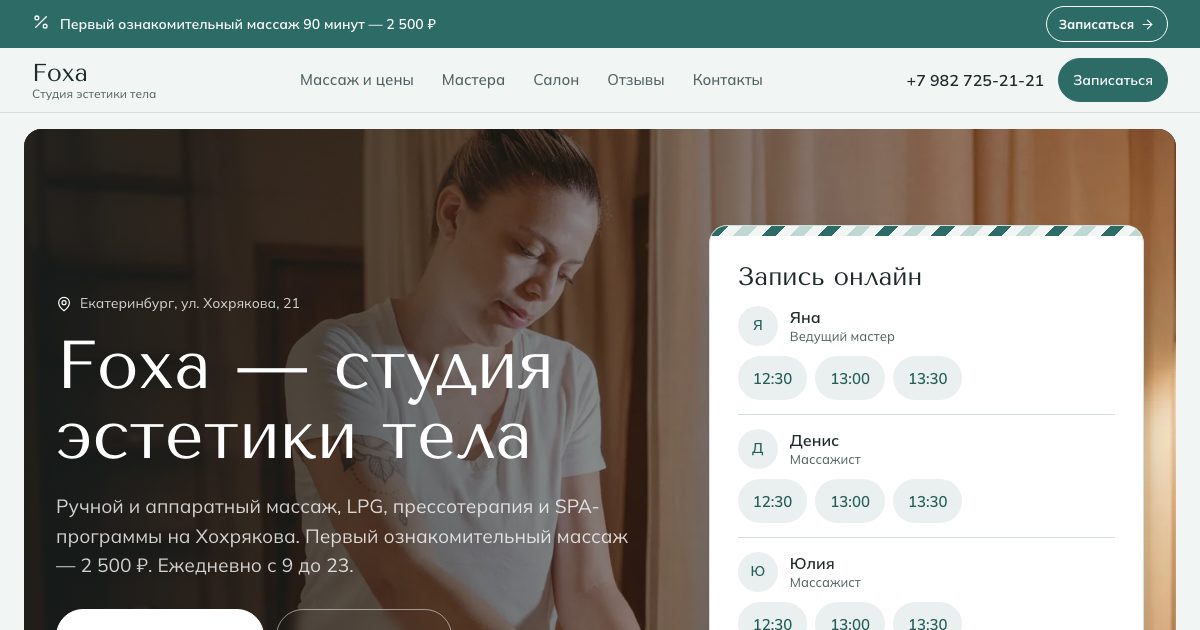 Первый ознакомительный массаж 90 минут — 2 500 ₽
Записаться →
Foxa
Студия эстетики тела
Массаж и цены
Мастера
Салон
Отзывы
Контакты
+7 982 725-21-21
Записаться
Екатеринбург, ул. Хохрякова, 21
Foxa — студия
эстетики тела
Ручной и аппаратный массаж, LPG, прессотерапия и SPA-
программы на Хохрякова. Первый ознакомительный массаж
— 2 500 ₽. Ежедневно с 9 до 23.
Запись онлайн
Я
Яна
Ведущий мастер
12:30 13:00 13:30
Д
Денис
Массажист
12:30 13:00 13:30
Ю
Юлия
Массажист
12:30 13:00 13:30